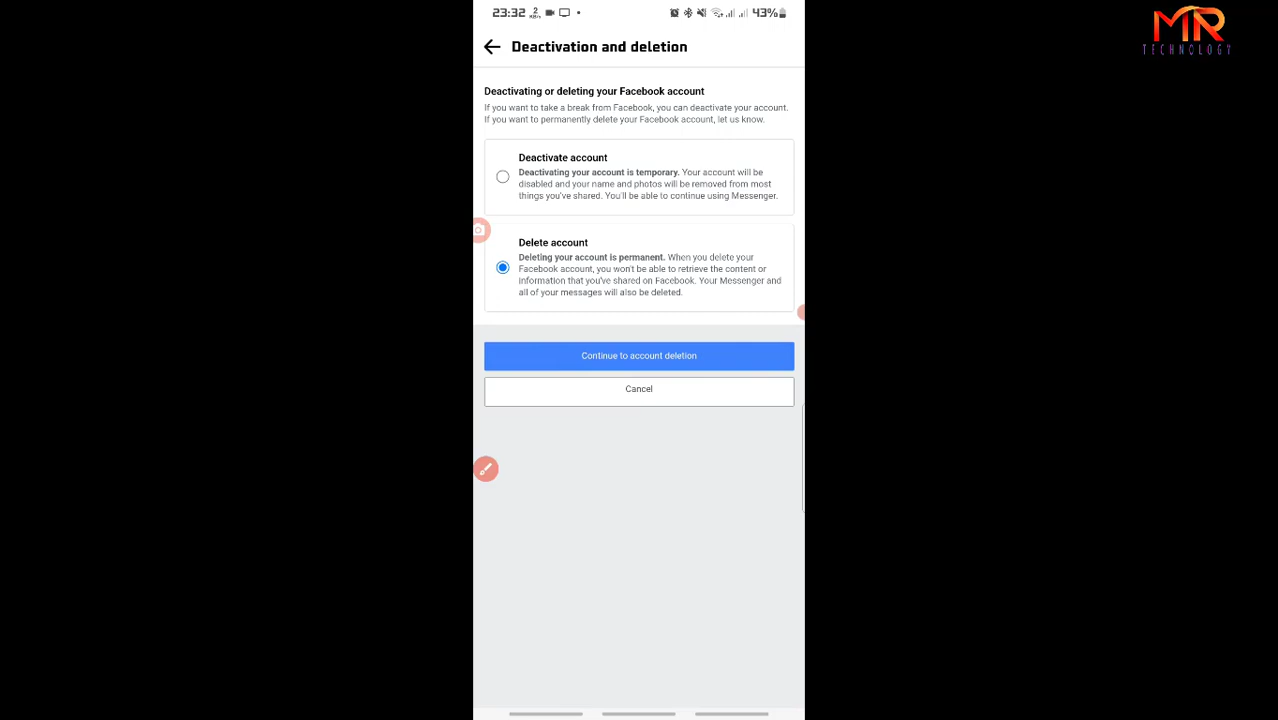 23:32 2 KB/s 43%
MR
TECHNOLOGY
Deactivation and deletion
Deactivating or deleting your Facebook account
If you want to take a break from Facebook, you can deactivate your account.
If you want to permanently delete your Facebook account, let us know.
Deactivate account
Deactivating your account is temporary. Your account will be
disabled and your name and photos will be removed from most
things you've shared. You'll be able to continue using Messenger.
Delete account
Deleting your account is permanent. When you delete your
Facebook account, you won't be able to retrieve the content or
information that you've shared on Facebook. Your Messenger and
all of your messages will also be deleted.
Continue to account deletion
Cancel